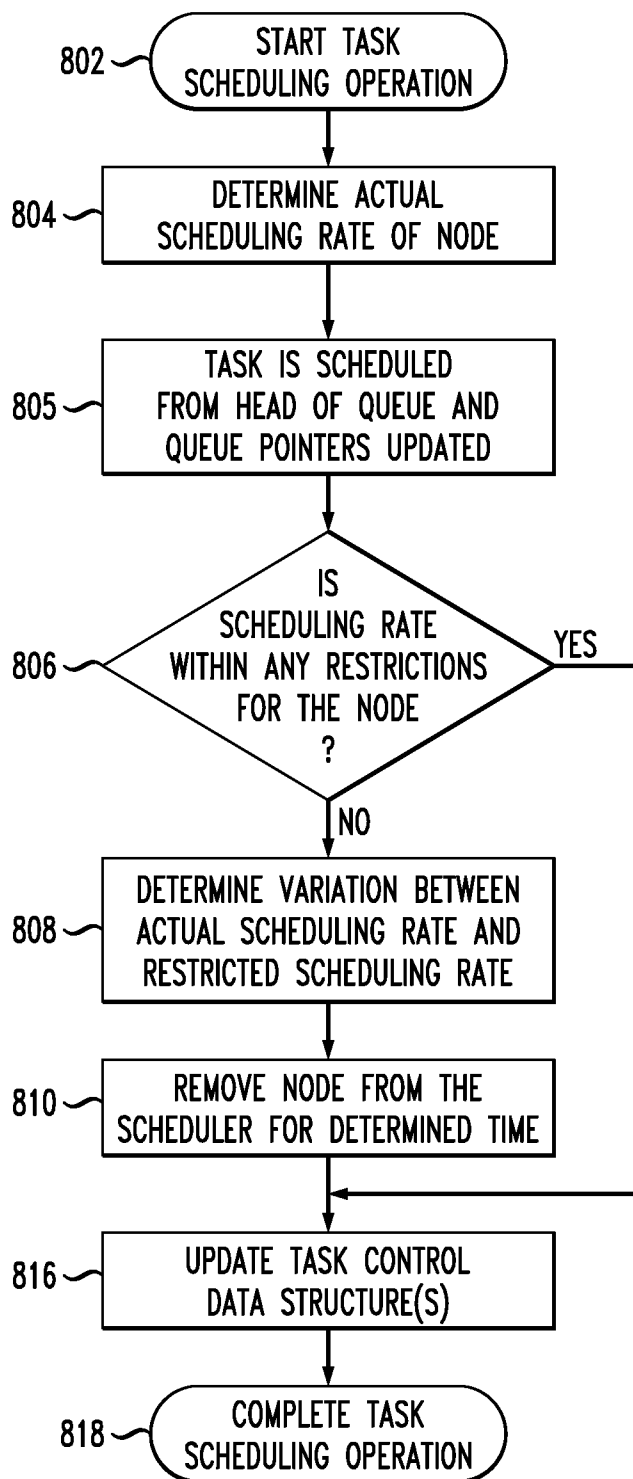 802
START TASK
SCHEDULING OPERATION
804
DETERMINE ACTUAL
SCHEDULING RATE OF NODE
805
TASK IS SCHEDULED
FROM HEAD OF QUEUE AND
QUEUE POINTERS UPDATED
806
IS
SCHEDULING RATE
WITHIN ANY RESTRICTIONS
FOR THE NODE
?
YES
NO
808
DETERMINE VARIATION BETWEEN
ACTUAL SCHEDULING RATE AND
RESTRICTED SCHEDULING RATE
810
REMOVE NODE FROM THE
SCHEDULER FOR DETERMINED TIME
816
UPDATE TASK CONTROL
DATA STRUCTURE(S)
818
COMPLETE TASK
SCHEDULING OPERATION